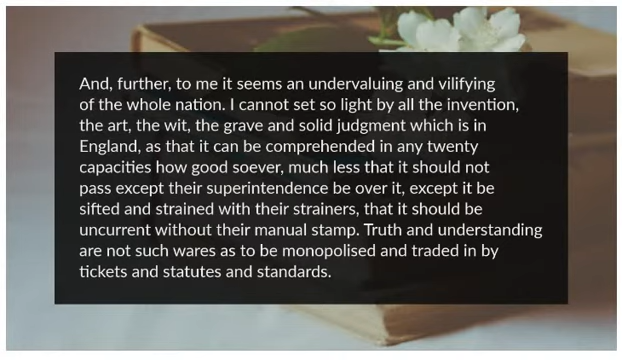 And, further, to me it seems an undervaluing and vilifying
of the whole nation. I cannot set so light by all the invention,
the art, the wit, the grave and solid judgment which is in
England, as that it can be comprehended in any twenty
capacities how good soever, much less that it should not
pass except their superintendence be over it, except it be
sifted and strained with their strainers, that it should be
uncurrent without their manual stamp. Truth and understanding
are not such wares as to be monopolised and traded in by
tickets and statutes and standards.